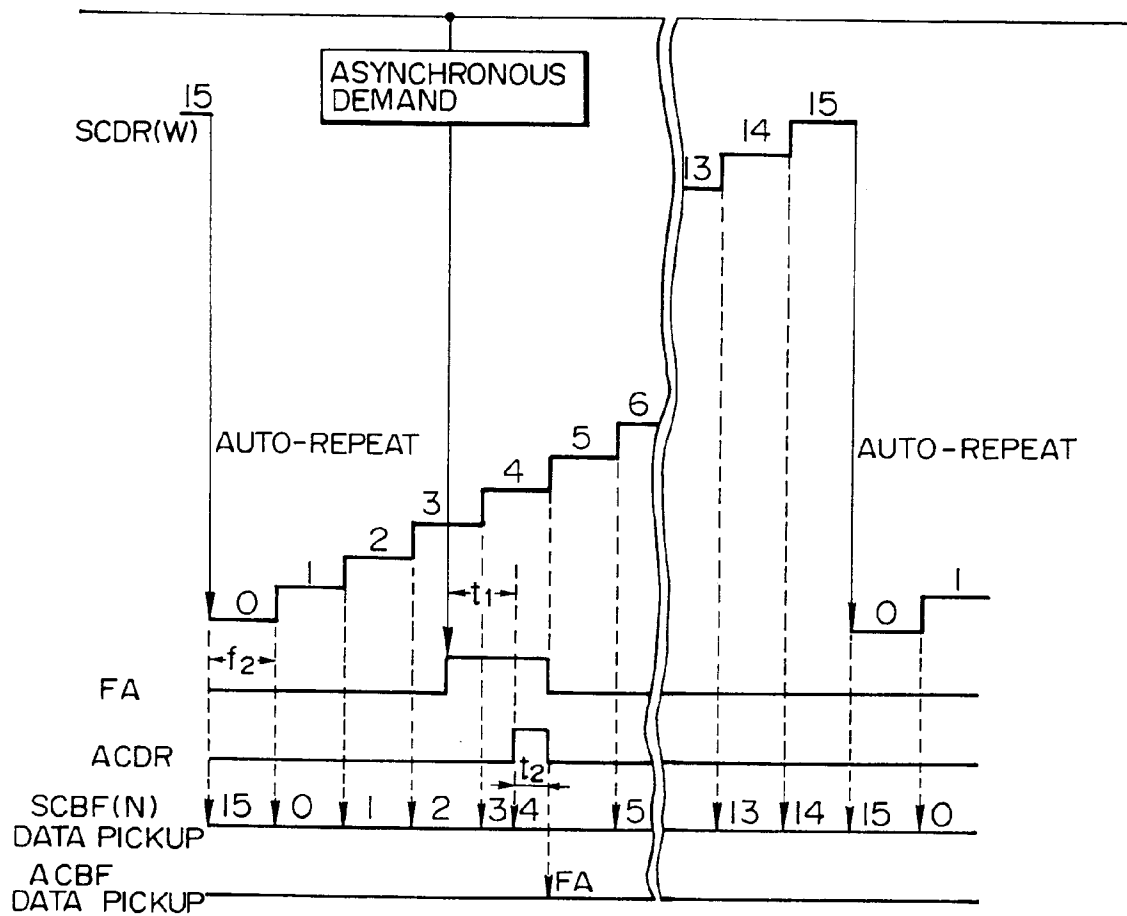 ASYNCHRONOUS
DEMAND
15
SCDR(W)
13
14
15
AUTO-REPEAT
0
1
2
3
4
5
6
AUTO-REPEAT
0
1
t1
f2
FA
ACDR
t2
SCBF(N)
DATA PICKUP
15 0 1 2 3 4 5 13 14 15 0
ACBF
DATA PICKUP
FA